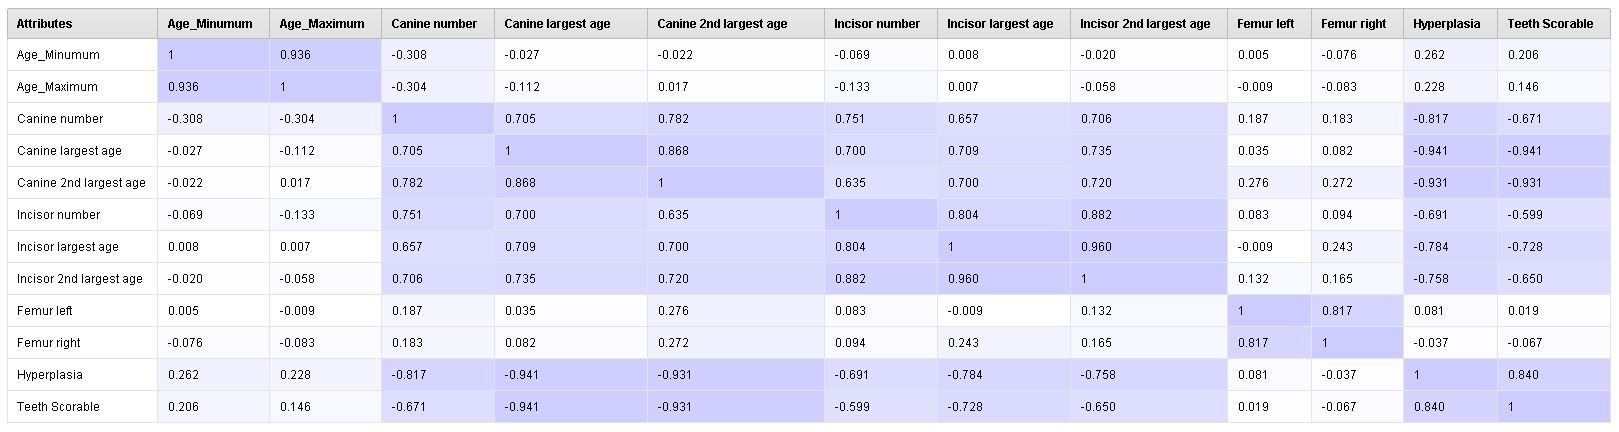 Attributes Age_Minumum Age_Maximum Canine number Canine largest age Canine 2nd largest age Incisor number Incisor largest age Incisor 2nd largest age Femur left Femur right Hyperplasia Teeth Scorable
Age_Minumum 1 0.936 -0.308 -0.027 -0.022 -0.069 0.008 -0.020 0.005 -0.076 0.262 0.206
Age_Maximum 0.936 1 -0.304 -0.112 0.017 -0.133 0.007 -0.058 -0.009 -0.083 0.228 0.146
Canine number -0.308 -0.304 1 0.705 0.782 0.751 0.657 0.706 0.187 0.183 -0.817 -0.671
Canine largest age -0.027 -0.112 0.705 1 0.868 0.700 0.709 0.735 0.035 0.082 -0.941 -0.941
Canine 2nd largest age -0.022 0.017 0.782 0.868 1 0.635 0.700 0.720 0.276 0.272 -0.931 -0.931
Incisor number -0.069 -0.133 0.751 0.700 0.635 1 0.804 0.882 0.083 0.094 -0.691 -0.599
Incisor largest age 0.008 0.007 0.657 0.709 0.700 0.804 1 0.960 -0.009 0.243 -0.784 -0.728
Incisor 2nd largest age -0.020 -0.058 0.706 0.735 0.720 0.882 0.960 1 0.132 0.165 -0.758 -0.650
Femur left 0.005 -0.009 0.187 0.035 0.276 0.083 -0.009 0.132 1 0.817 0.081 0.019
Femur right -0.076 -0.083 0.183 0.082 0.272 0.094 0.243 0.165 0.817 1 -0.037 -0.067
Hyperplasia 0.262 0.228 -0.817 -0.941 -0.931 -0.691 -0.784 -0.758 0.081 -0.037 1 0.840
Teeth Scorable 0.206 0.146 -0.671 -0.941 -0.931 -0.599 -0.728 -0.650 0.019 -0.067 0.840 1